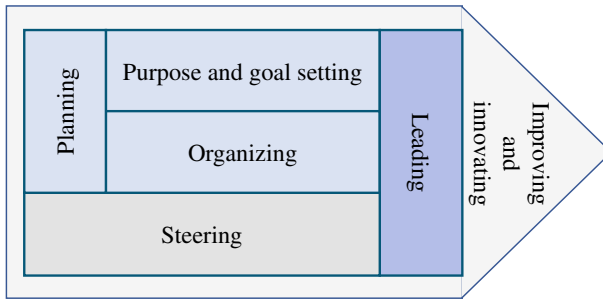 Planning
Purpose and goal setting
Organizing
Steering
Leading
Improving
and
innovating